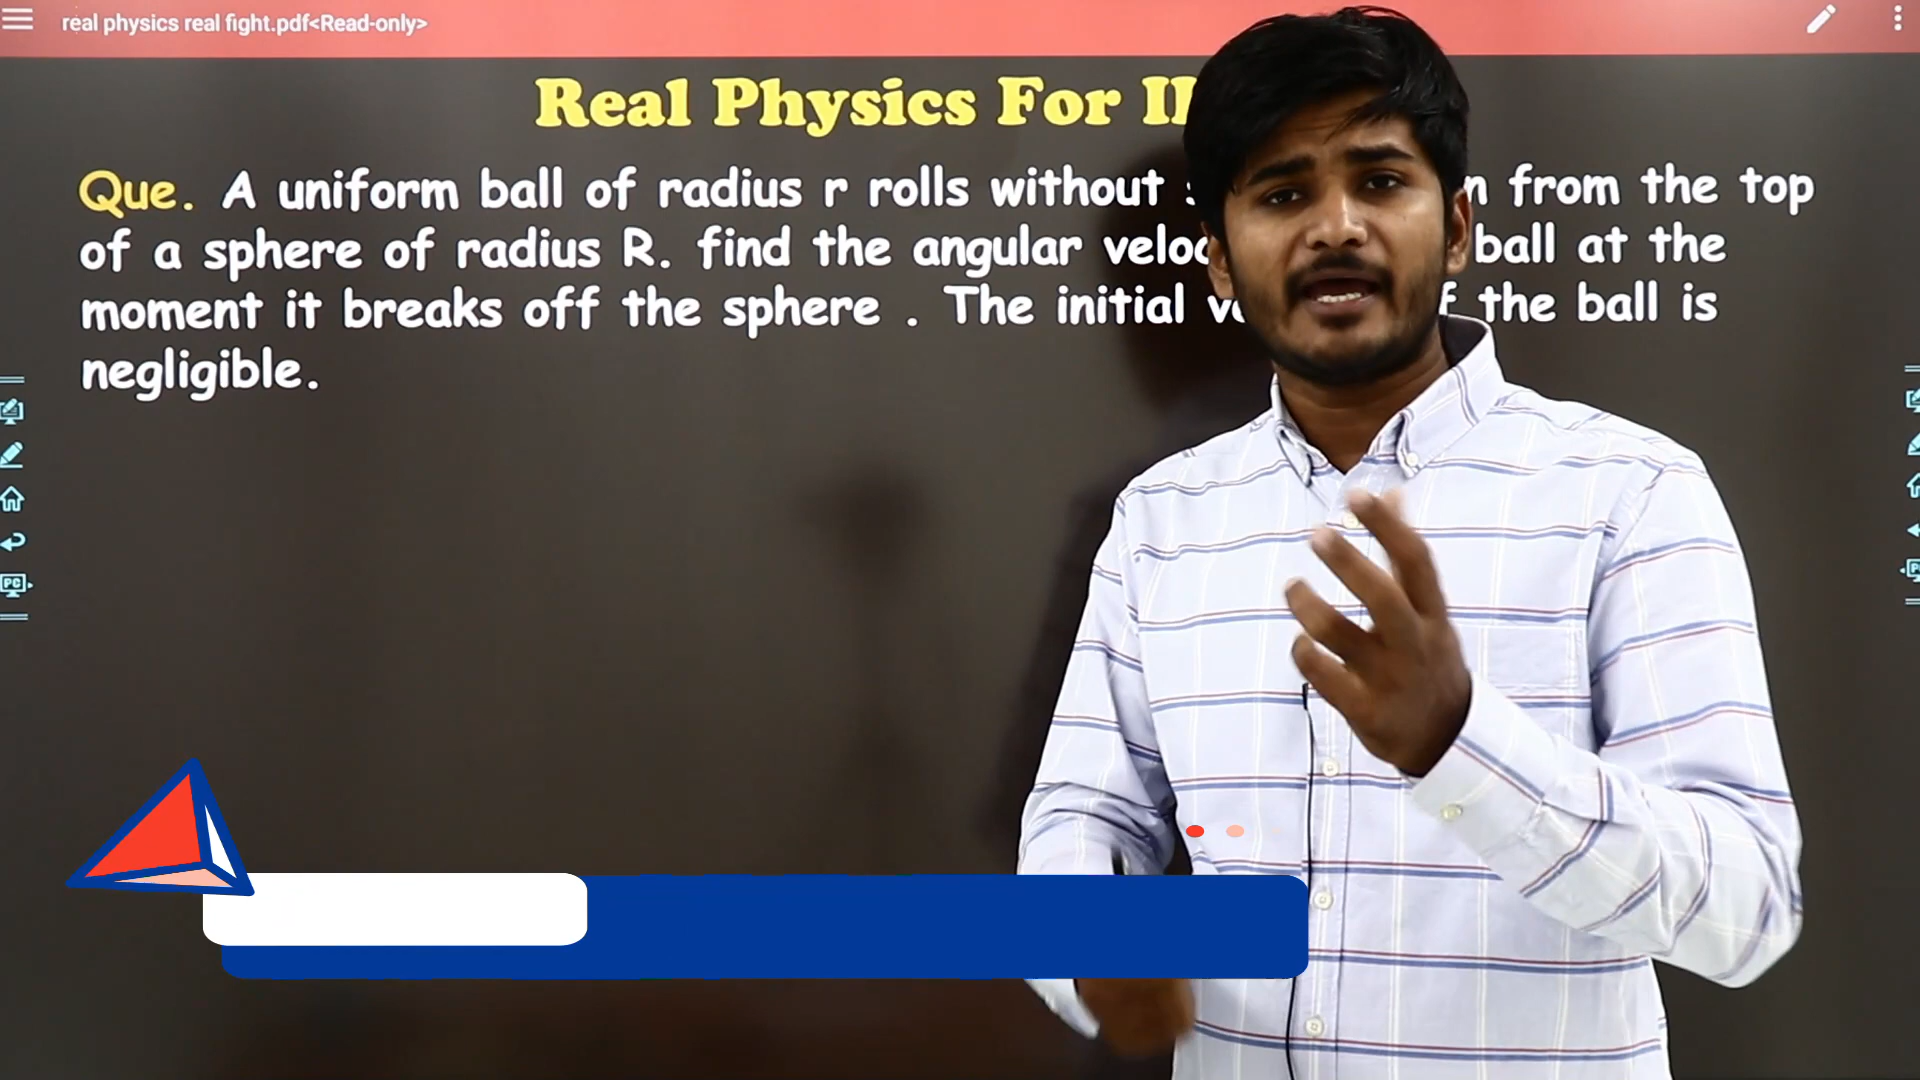 real physics real fight.pdf<Read-only>
Real Physics For
Que. A uniform ball of radius r rolls without from the top
of a sphere of radius R. find the angular ball at the
moment it breaks off the sphere . The initial the ball is
negligible.
PC